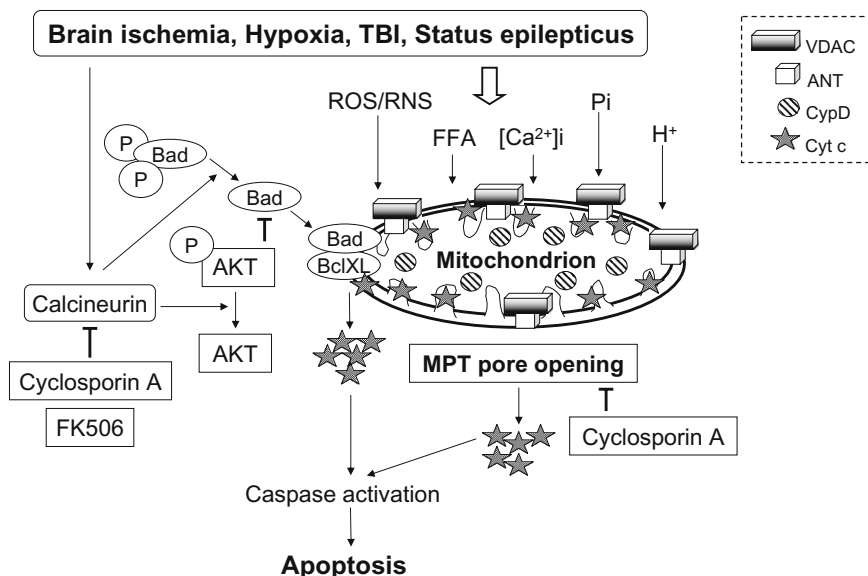 Brain ischemia, Hypoxia, TBI, Status epilepticus
VDAC
ANT
CypD
Cyt c
ROS/RNS
FFA
[Ca²⁺]i
Pi
H⁺
P
P
Bad
Bad
P
AKT
Bad
BclXL
Mitochondrion
Calcineurin
AKT
Cyclosporin A
FK506
MPT pore opening
Cyclosporin A
Caspase activation
Apoptosis